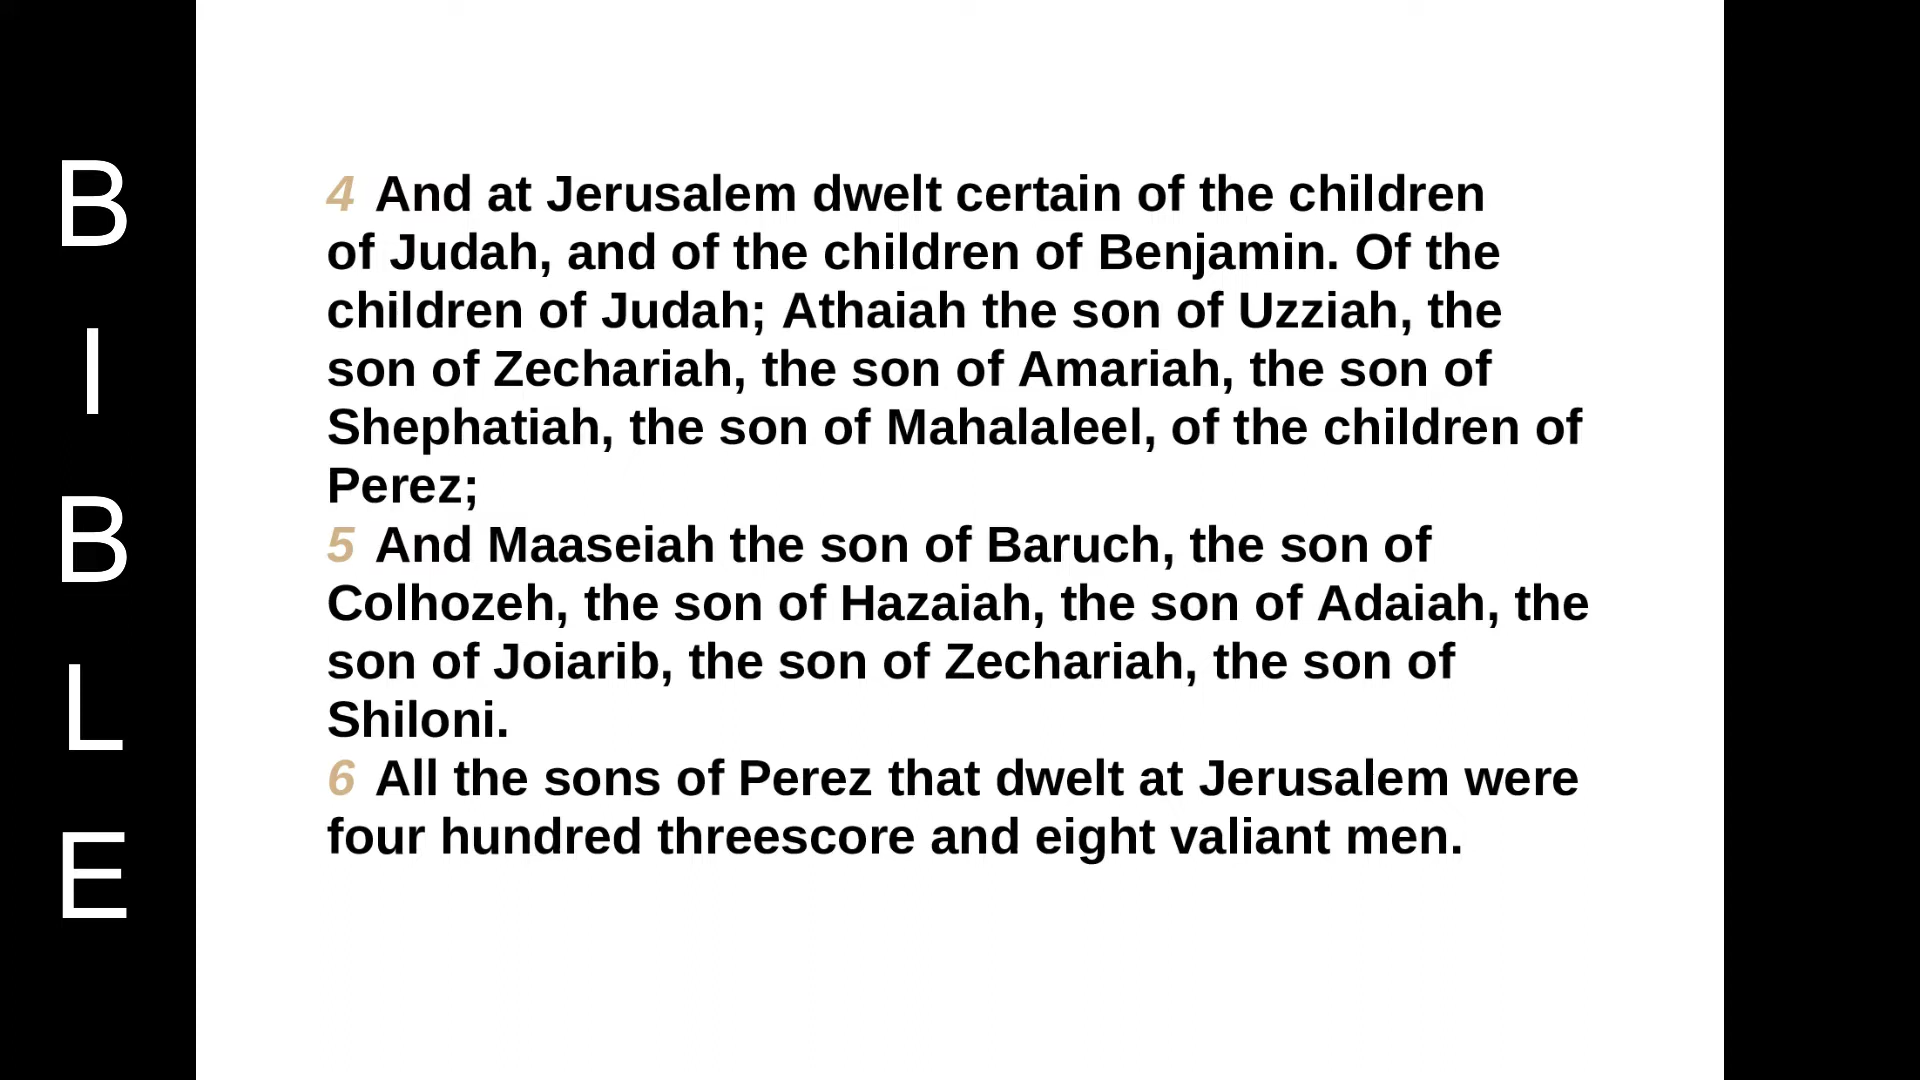 B
I
B
L
E
4 And at Jerusalem dwelt certain of the children
of Judah, and of the children of Benjamin. Of the
children of Judah; Athaiah the son of Uzziah, the
son of Zechariah, the son of Amariah, the son of
Shephatiah, the son of Mahalaleel, of the children of
Perez;
5 And Maaseiah the son of Baruch, the son of
Colhozeh, the son of Hazaiah, the son of Adaiah, the
son of Joiarib, the son of Zechariah, the son of
Shiloni.
6 All the sons of Perez that dwelt at Jerusalem were
four hundred threescore and eight valiant men.